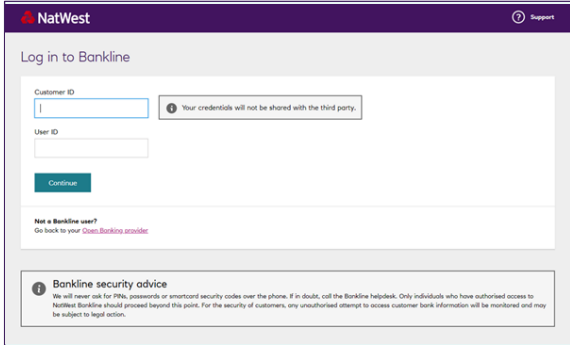 NatWest
? Support
Log in to Bankline
Customer ID
i Your credentials will not be shared with the third party.
User ID
Continue
Not a Bankline user?
Go back to your Open Banking provider
i Bankline security advice
We will never ask for PINs, passwords or smartcard security codes over the phone. If in doubt, call the Bankline helpdesk. Only individuals who have authorised access to
NatWest Bankline should proceed beyond this point. For the security of customers, any unauthorised attempt to access customer bank information will be monitored and may
be subject to legal action.